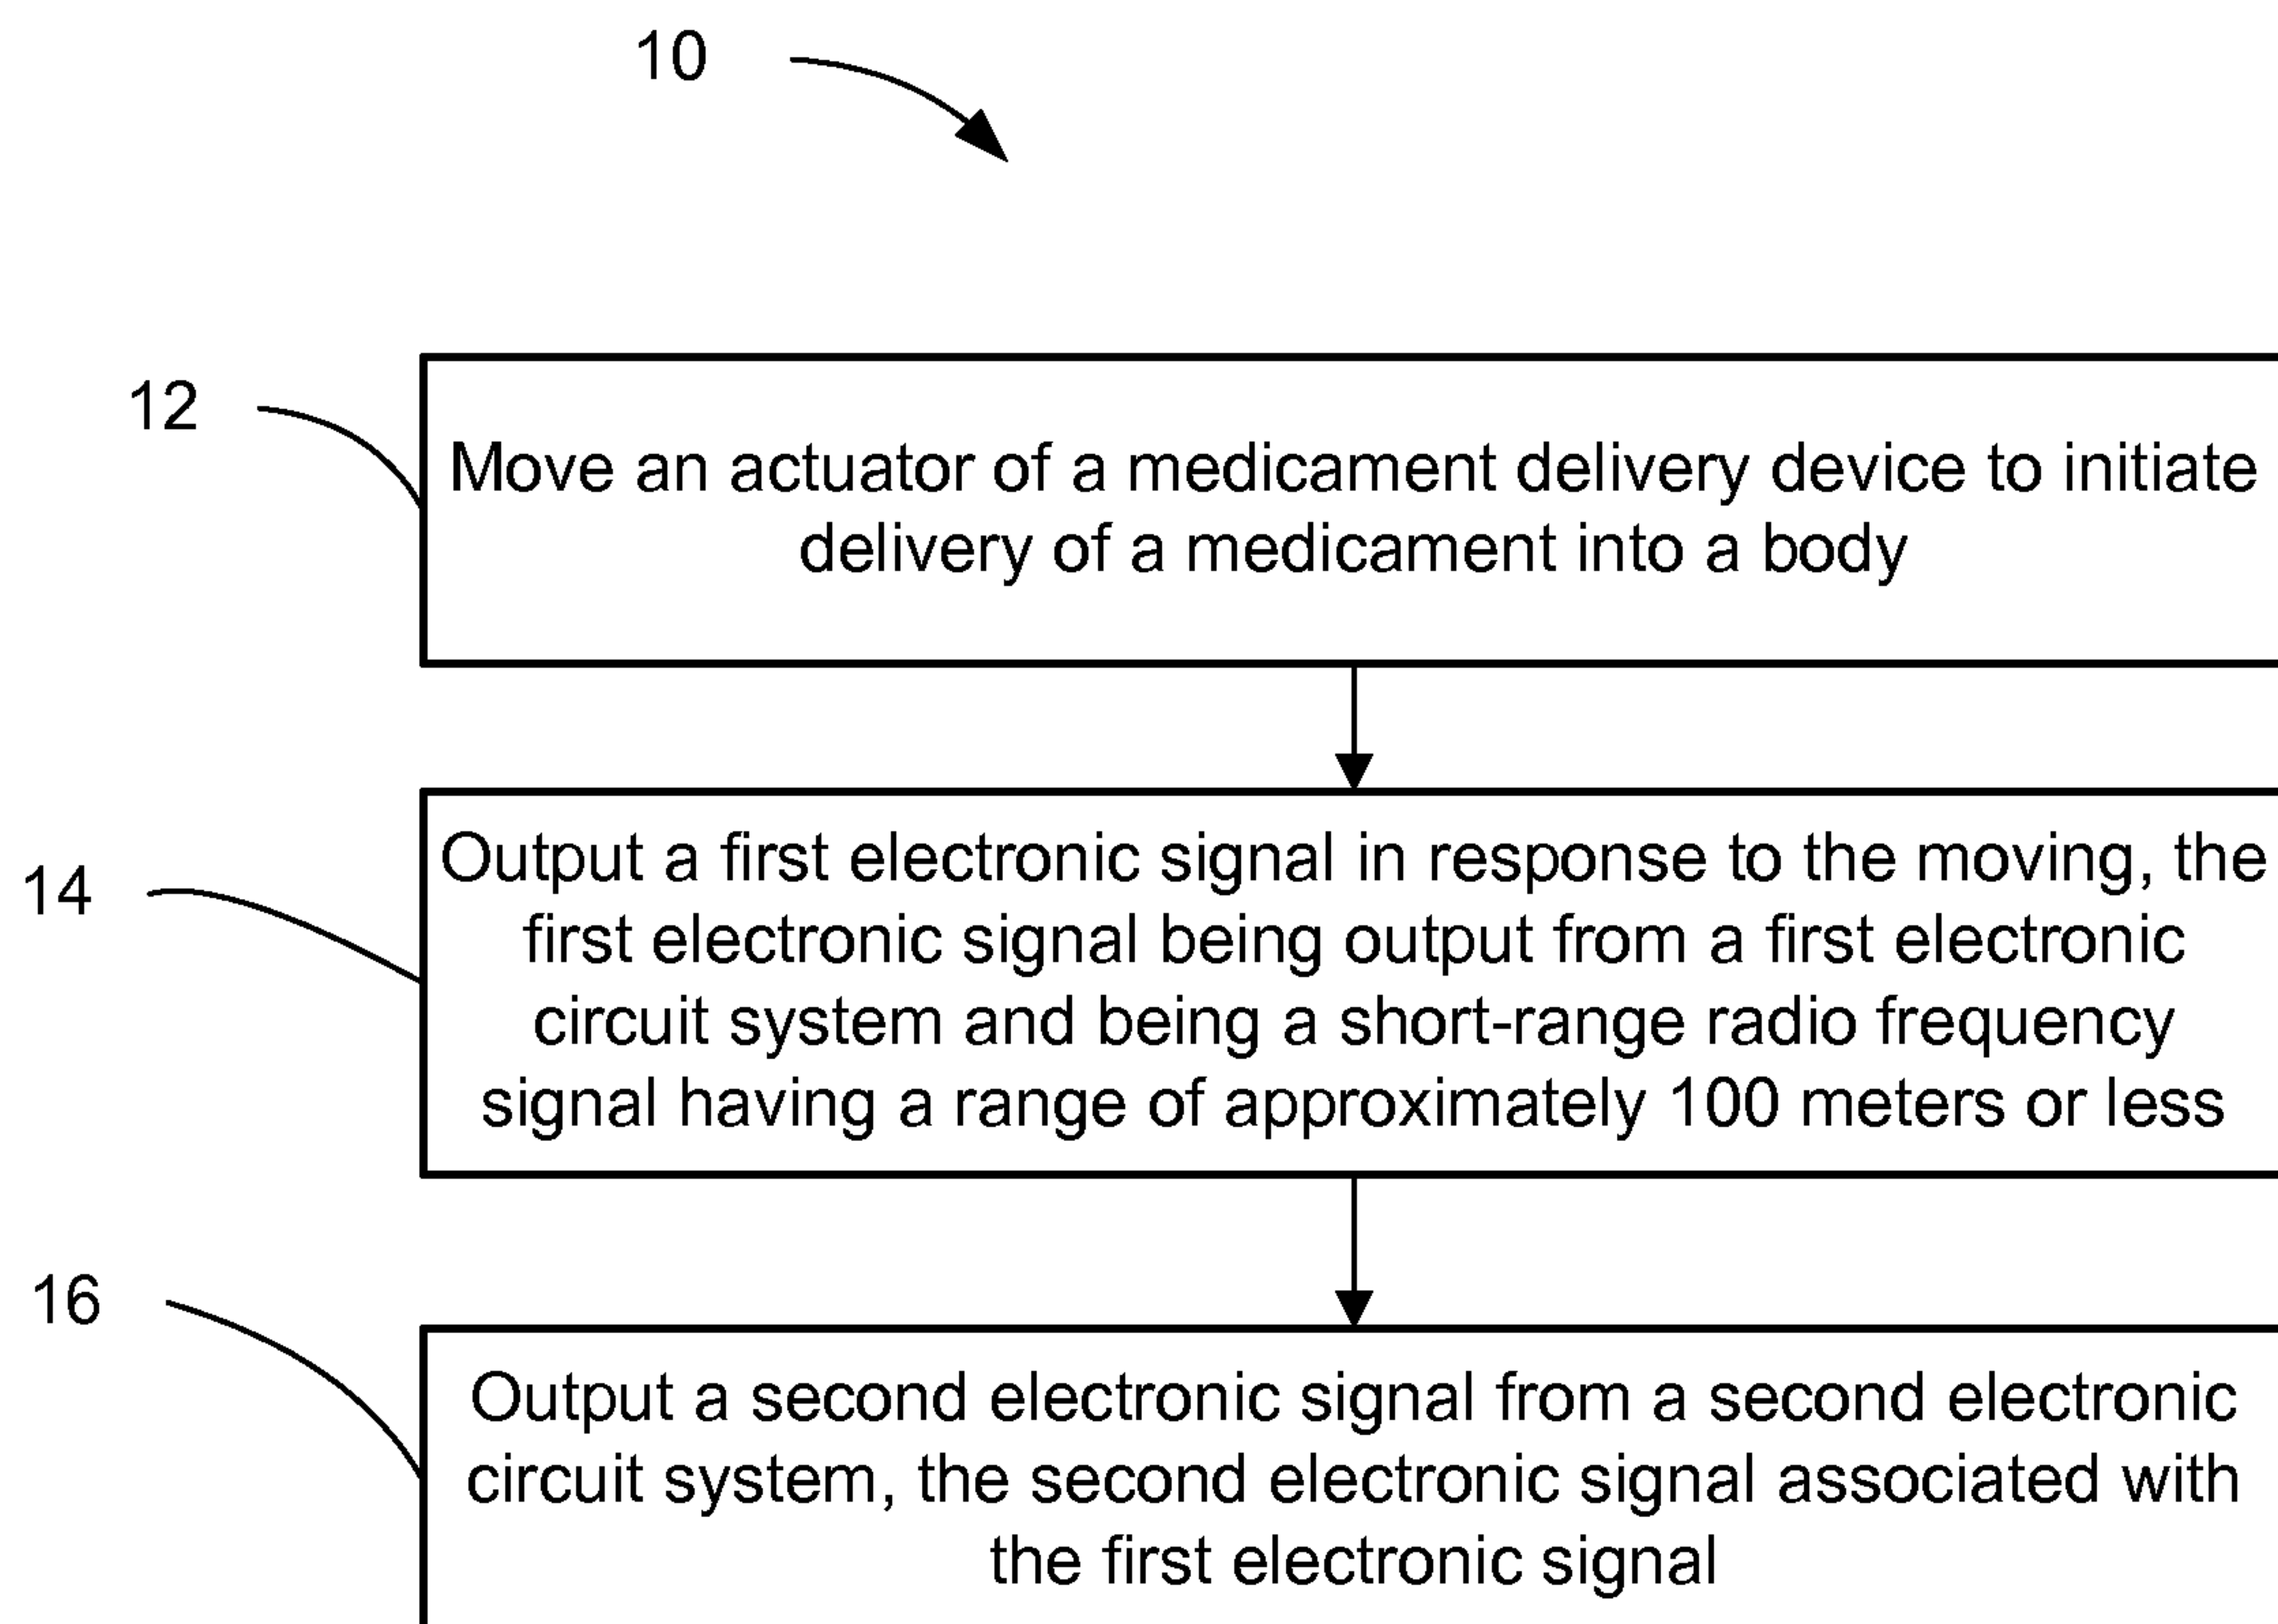 10
12
Move an actuator of a medicament delivery device to initiate
delivery of a medicament into a body
14
Output a first electronic signal in response to the moving, the
first electronic signal being output from a first electronic
circuit system and being a short-range radio frequency
signal having a range of approximately 100 meters or less
16
Output a second electronic signal from a second electronic
circuit system, the second electronic signal associated with
the first electronic signal